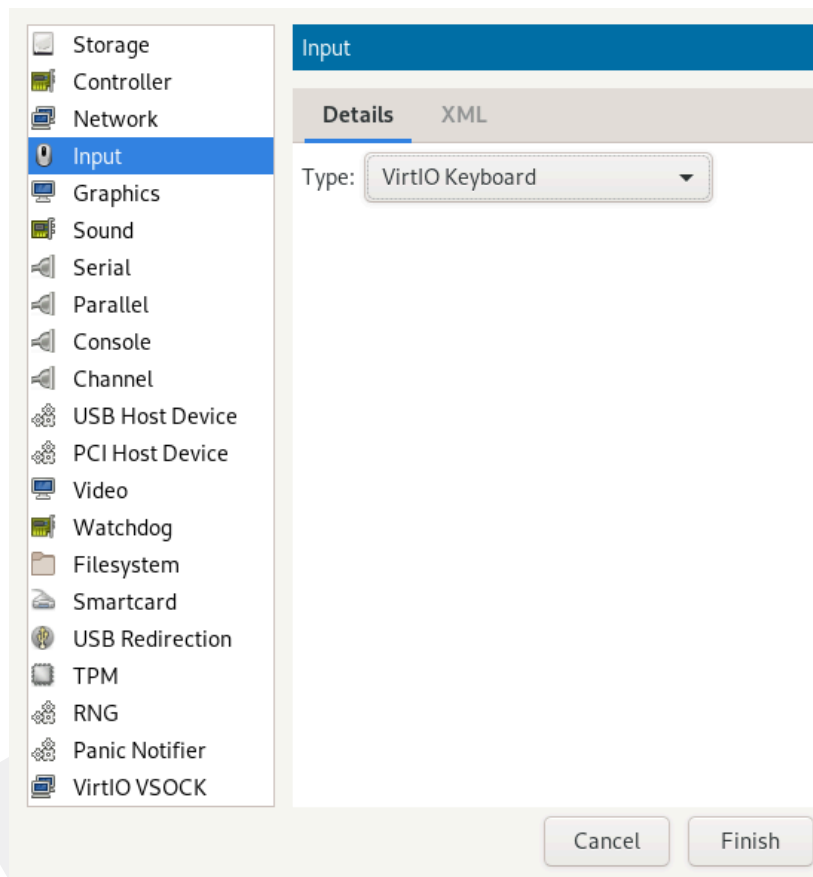 Storage
Controller
Network
Input
Graphics
Sound
Serial
Parallel
Console
Channel
USB Host Device
PCI Host Device
Video
Watchdog
Filesystem
Smartcard
USB Redirection
TPM
RNG
Panic Notifier
VirtIO VSOCK
Input
Details XML
Type: VirtIO Keyboard
Cancel Finish